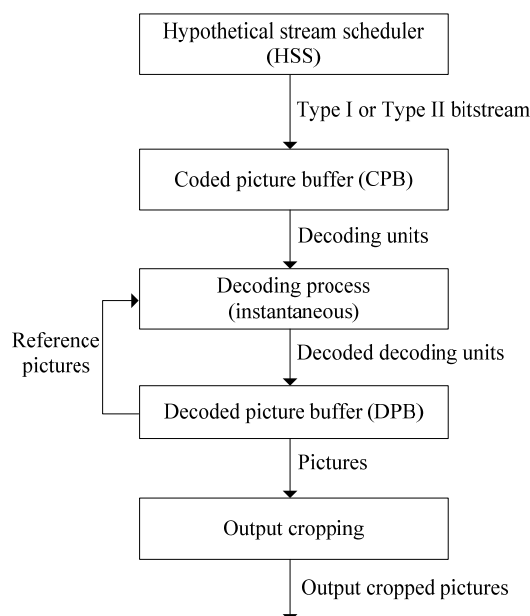 Hypothetical stream scheduler
(HSS)
Type I or Type II bitstream
Coded picture buffer (CPB)
Decoding units
Decoding process
(instantaneous)
Reference
pictures
Decoded decoding units
Decoded picture buffer (DPB)
Pictures
Output cropping
Output cropped pictures